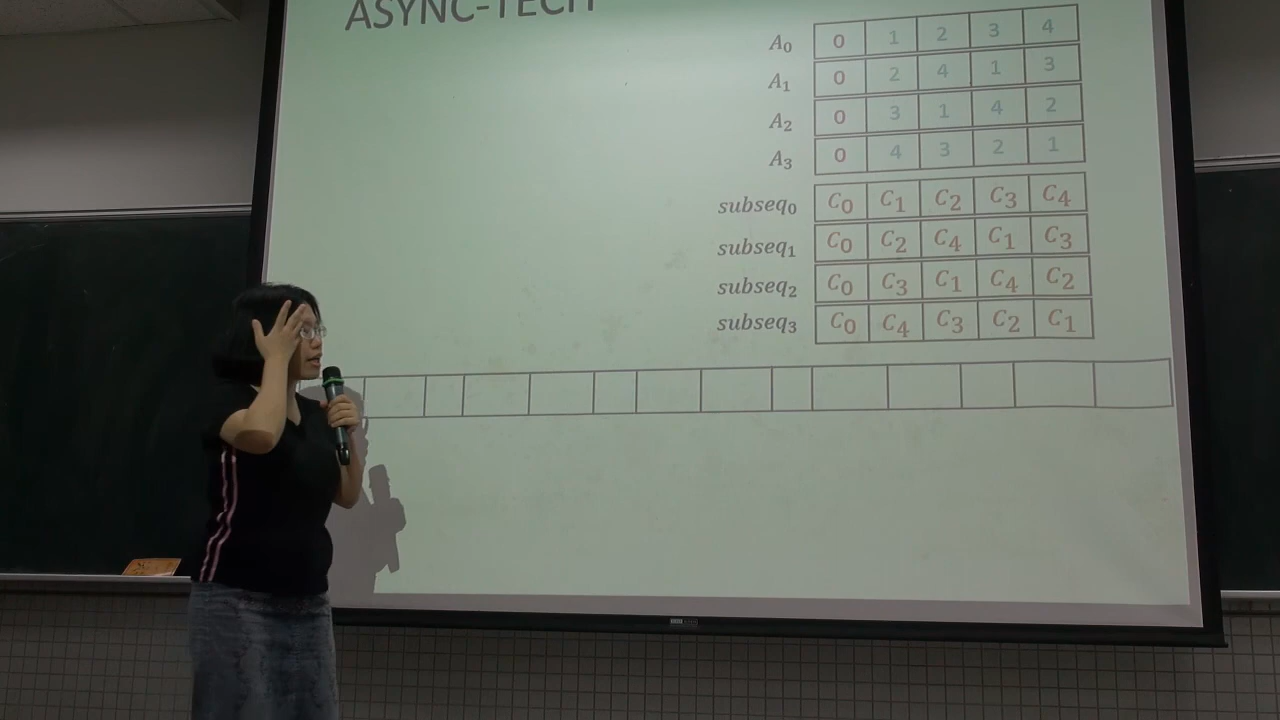 ASYNC-TECH
A₀ 0 1 2 3 4
A₁ 0 2 4 1 3
A₂ 0 3 1 4 2
A₃ 0 4 3 2 1
subseq₀ C₀ C₁ C₂ C₃ C₄
subseq₁ C₀ C₂ C₄ C₁ C₃
subseq₂ C₀ C₃ C₁ C₄ C₂
subseq₃ C₀ C₄ C₃ C₂ C₁